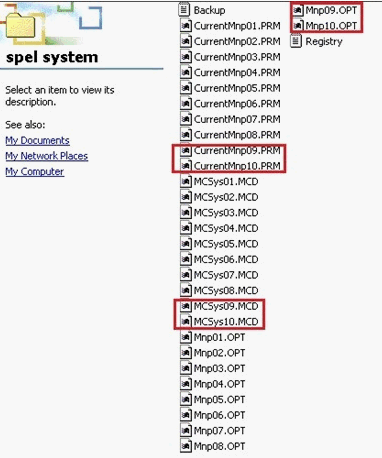 spel system
Select an item to view its
description.
See also:
My Documents
My Network Places
My Computer
Backup
CurrentMnp01.PRM
CurrentMnp02.PRM
CurrentMnp03.PRM
CurrentMnp04.PRM
CurrentMnp05.PRM
CurrentMnp06.PRM
CurrentMnp07.PRM
CurrentMnp08.PRM
CurrentMnp09.PRM
CurrentMnp10.PRM
MCSys01.MCD
MCSys02.MCD
MCSys03.MCD
MCSys04.MCD
MCSys05.MCD
MCSys06.MCD
MCSys07.MCD
MCSys08.MCD
MCSys09.MCD
MCSys10.MCD
Mnp01.OPT
Mnp02.OPT
Mnp03.OPT
Mnp04.OPT
Mnp05.OPT
Mnp06.OPT
Mnp07.OPT
Mnp08.OPT
Mnp09.OPT
Mnp10.OPT
Registry